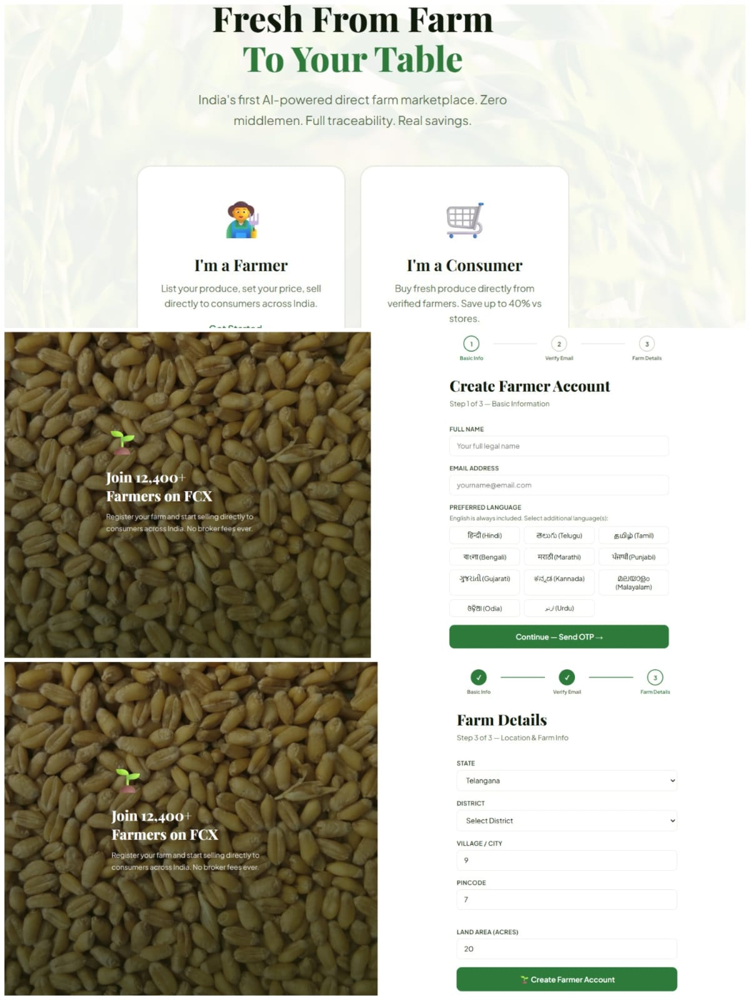 Fresh From Farm
To Your Table
India's first AI-powered direct farm marketplace. Zero
middlemen. Full traceability. Real savings.
I'm a Farmer
List your produce, set your price, sell
directly to consumers across India.
Get Started
I'm a Consumer
Buy fresh produce directly from
verified farmers. Save up to 40% vs
stores.
Join 12,400+
Farmers on FCX
Register your farm and start selling directly to
consumers across India. No broker fees ever.
1
2
3
Basic Info
Verify Email
Farm Details
Create Farmer Account
Step 1 of 3 — Basic Information
FULL NAME
Your full legal name
EMAIL ADDRESS
yourname@email.com
PREFERRED LANGUAGE
English is always included. Select additional language(s):
हिन्दी (Hindi)
తెలుగు (Telugu)
தமிழ் (Tamil)
বাংলা (Bengali)
मराठी (Marathi)
ਪੰਜਾਬੀ (Punjabi)
ગુજરાતી (Gujarati)
ಕನ್ನಡ (Kannada)
മലയാളം
(Malayalam)
ଓଡ଼ିଆ (Odia)
اردو (Urdu)
Continue — Send OTP →
Join 12,400+
Farmers on FCX
Register your farm and start selling directly to
consumers across India. No broker fees ever.
✓
✓
3
Basic Info
Verify Email
Farm Details
Farm Details
Step 3 of 3 — Location & Farm Info
STATE
Telangana
DISTRICT
Select District
VILLAGE / CITY
9
PINCODE
7
LAND AREA (ACRES)
20
🌱 Create Farmer Account